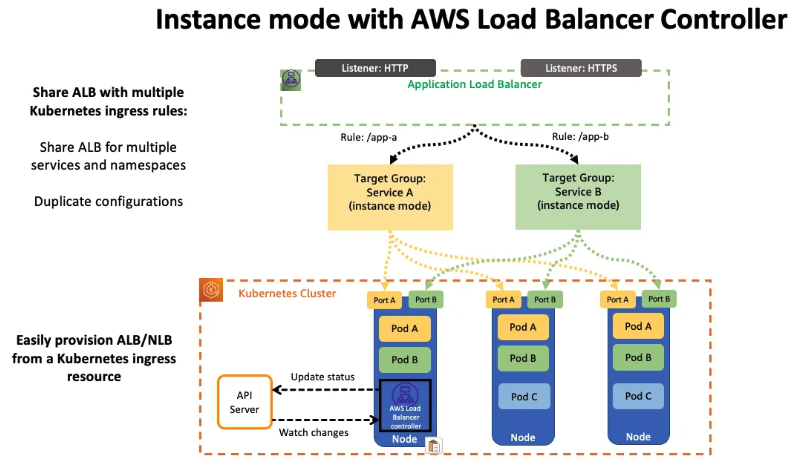 Instance mode with AWS Load Balancer Controller
Listener: HTTP
Listener: HTTPS
Application Load Balancer
Share ALB with multiple
Kubernetes ingress rules:
Share ALB for multiple
services and namespaces
Duplicate configurations
Rule: /app-a
Rule: /app-b
Target Group:
Service A
(instance mode)
Target Group:
Service B
(instance mode)
Kubernetes Cluster
Port A
Port B
Port A
Port B
Port A
Port B
Easily provision ALB/NLB
from a Kubernetes ingress
resource
Pod A
Pod B
Pod A
Pod B
Pod C
Pod A
Pod B
Pod C
API
Server
Update status
Watch changes
AWS Load
Balancer
controller
Node
Node
Node